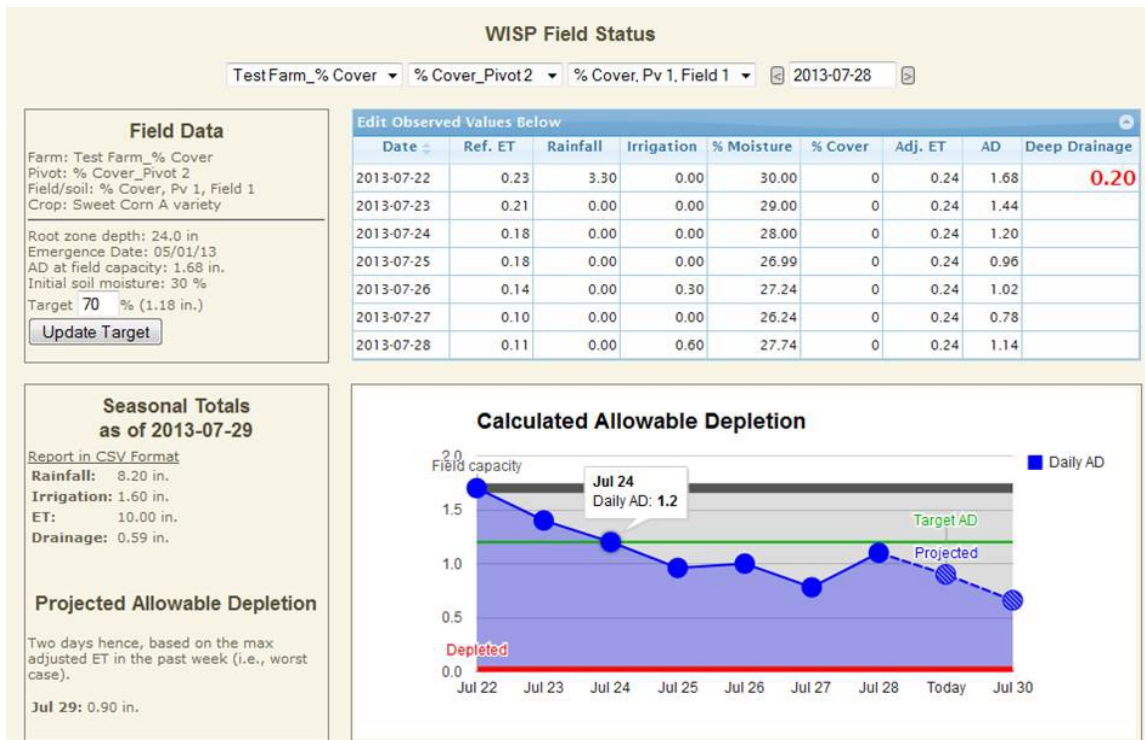 WISP Field Status
Test Farm_% Cover % Cover_Pivot 2 % Cover, Pv 1, Field 1 < 2013-07-28 >
Field Data
Farm: Test Farm_% Cover
Pivot: % Cover_Pivot 2
Field/soil: % Cover, Pv 1, Field 1
Crop: Sweet Corn A variety
Root zone depth: 24.0 in
Emergence Date: 05/01/13
AD at field capacity: 1.68 in.
Initial soil moisture: 30 %
Target 70 % (1.18 in.)
Update Target
Edit Observed Values Below
Date Ref. ET Rainfall Irrigation % Moisture % Cover Adj. ET AD Deep Drainage
2013-07-22 0.23 3.30 0.00 30.00 0 0.24 1.68 0.20
2013-07-23 0.21 0.00 0.00 29.00 0 0.24 1.44
2013-07-24 0.18 0.00 0.00 28.00 0 0.24 1.20
2013-07-25 0.18 0.00 0.00 26.99 0 0.24 0.96
2013-07-26 0.14 0.00 0.30 27.24 0 0.24 1.02
2013-07-27 0.10 0.00 0.00 26.24 0 0.24 0.78
2013-07-28 0.11 0.00 0.60 27.74 0 0.24 1.14
Seasonal Totals
as of 2013-07-29
Report in CSV Format
Rainfall: 8.20 in.
Irrigation: 1.60 in.
ET: 10.00 in.
Drainage: 0.59 in.
Projected Allowable Depletion
Two days hence, based on the max
adjusted ET in the past week (i.e., worst
case).
Jul 29: 0.90 in.
Calculated Allowable Depletion
2.0
Field capacity
Daily AD
Jul 24
Daily AD: 1.2
1.5
Target AD
1.0
Projected
0.5
Depleted
0.0
Jul 22 Jul 23 Jul 24 Jul 25 Jul 26 Jul 27 Jul 28 Today Jul 30